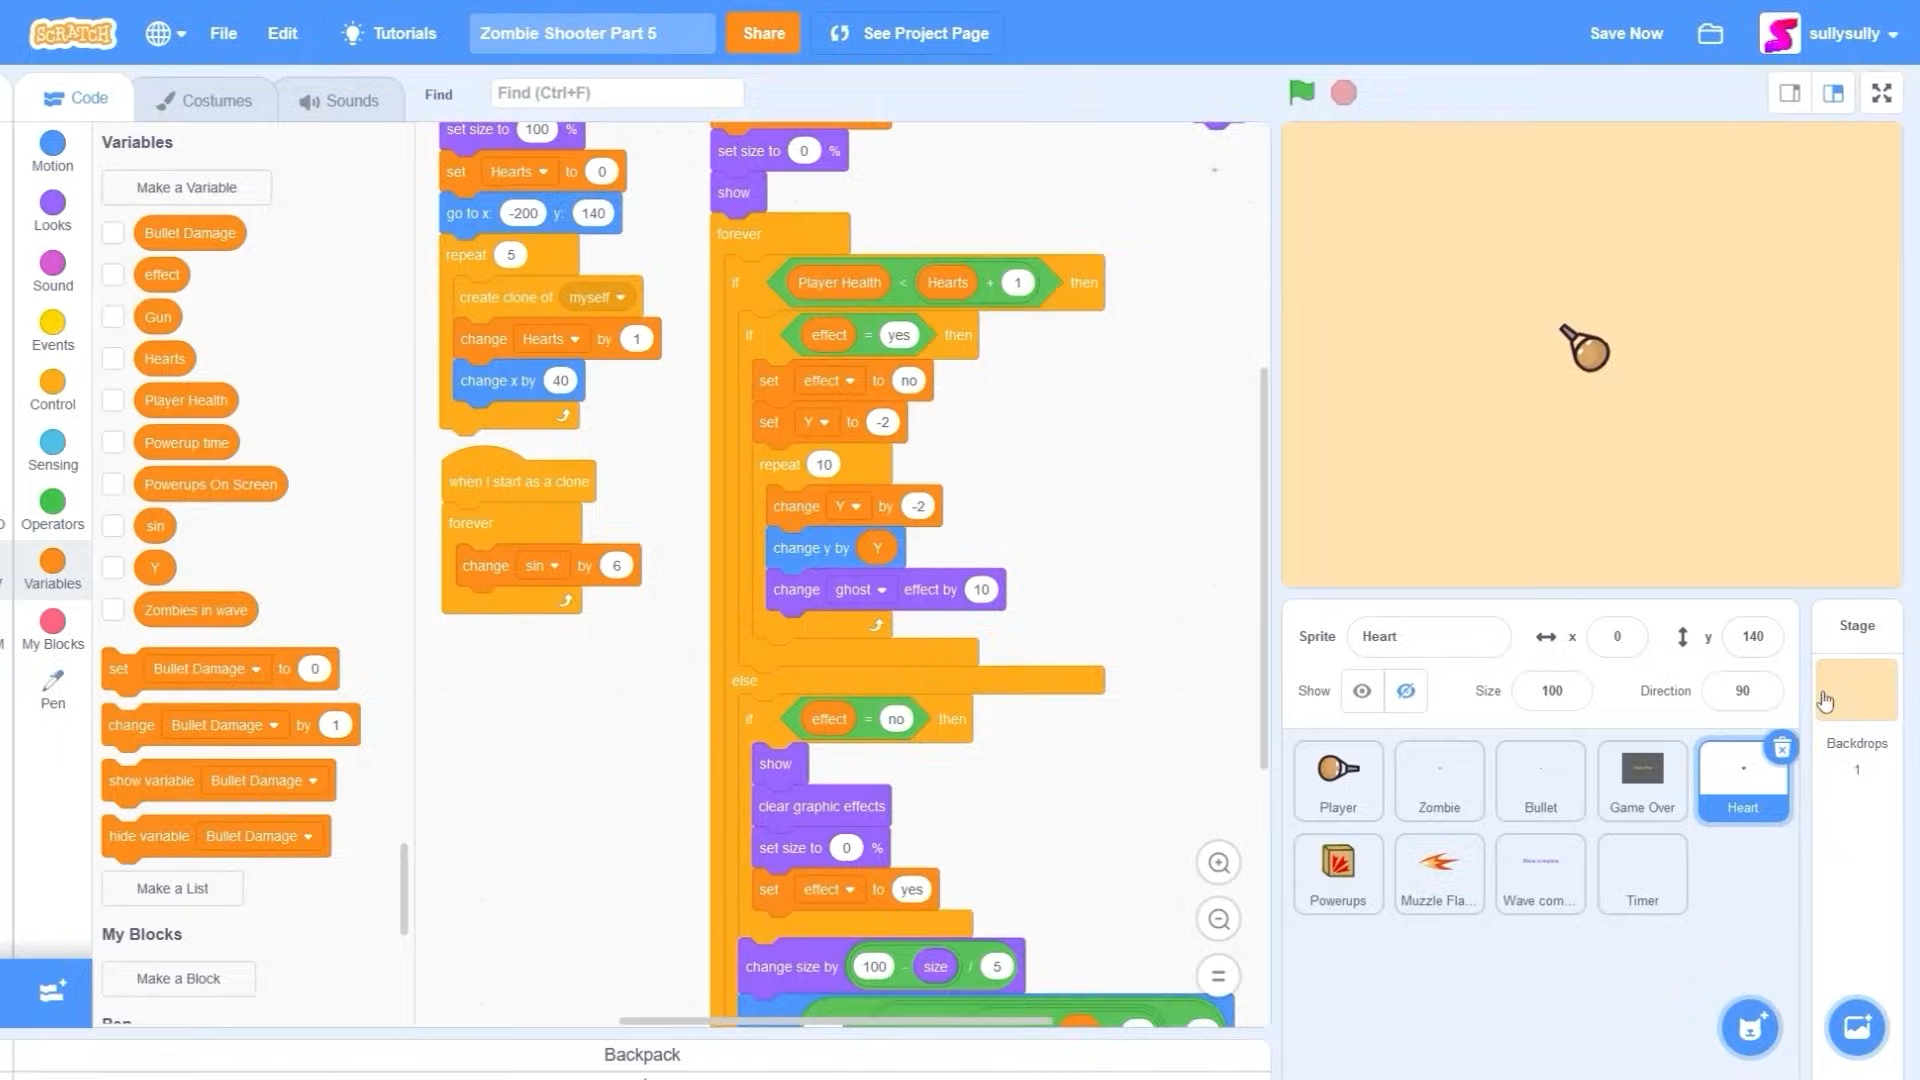 SCRATCH
File
Edit
Tutorials
Zombie Shooter Part 5
Share
See Project Page
Save Now
sullysully
Code
Costumes
Sounds
Find
Find (Ctrl+F)
Motion
Looks
Sound
Events
Control
Sensing
Operators
Variables
My Blocks
Pen
Variables
Make a Variable
Bullet Damage
effect
Gun
Hearts
Player Health
Powerup time
Powerups On Screen
sin
Y
Zombies in wave
set Bullet Damage to 0
change Bullet Damage by 1
show variable Bullet Damage
hide variable Bullet Damage
Make a List
My Blocks
Make a Block
set size to 100 %
set Hearts to 0
go to x: -200 y: 140
repeat 5
create clone of myself
change Hearts by 1
change x by 40
when I start as a clone
forever
change sin by 6
set size to 0 %
show
forever
if Player Health < Hearts + 1 then
if effect = yes then
set effect to no
set Y to -2
repeat 10
change Y by -2
change y by Y
change ghost effect by 10
else
if effect = no then
show
clear graphic effects
set size to 0 %
set effect to yes
change size by 100 - size / 5
Backpack
Sprite Heart x 0 y 140
Show Size 100 Direction 90
Player
Zombie
Bullet
Game Over
Heart
Powerups
Muzzle Fla...
Wave com...
Timer
Wave complete
Stage
Backdrops
1